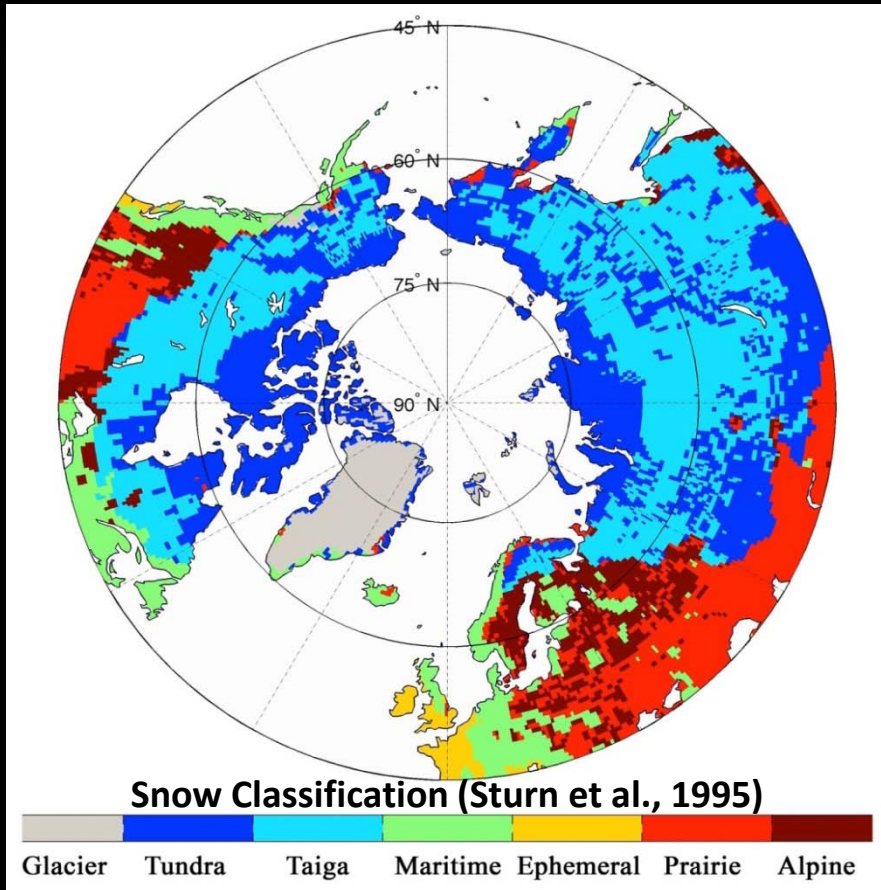 45° N
60° N
75° N
90° N
Snow Classification (Sturn et al., 1995)
Glacier Tundra Taiga Maritime Ephemeral Prairie Alpine